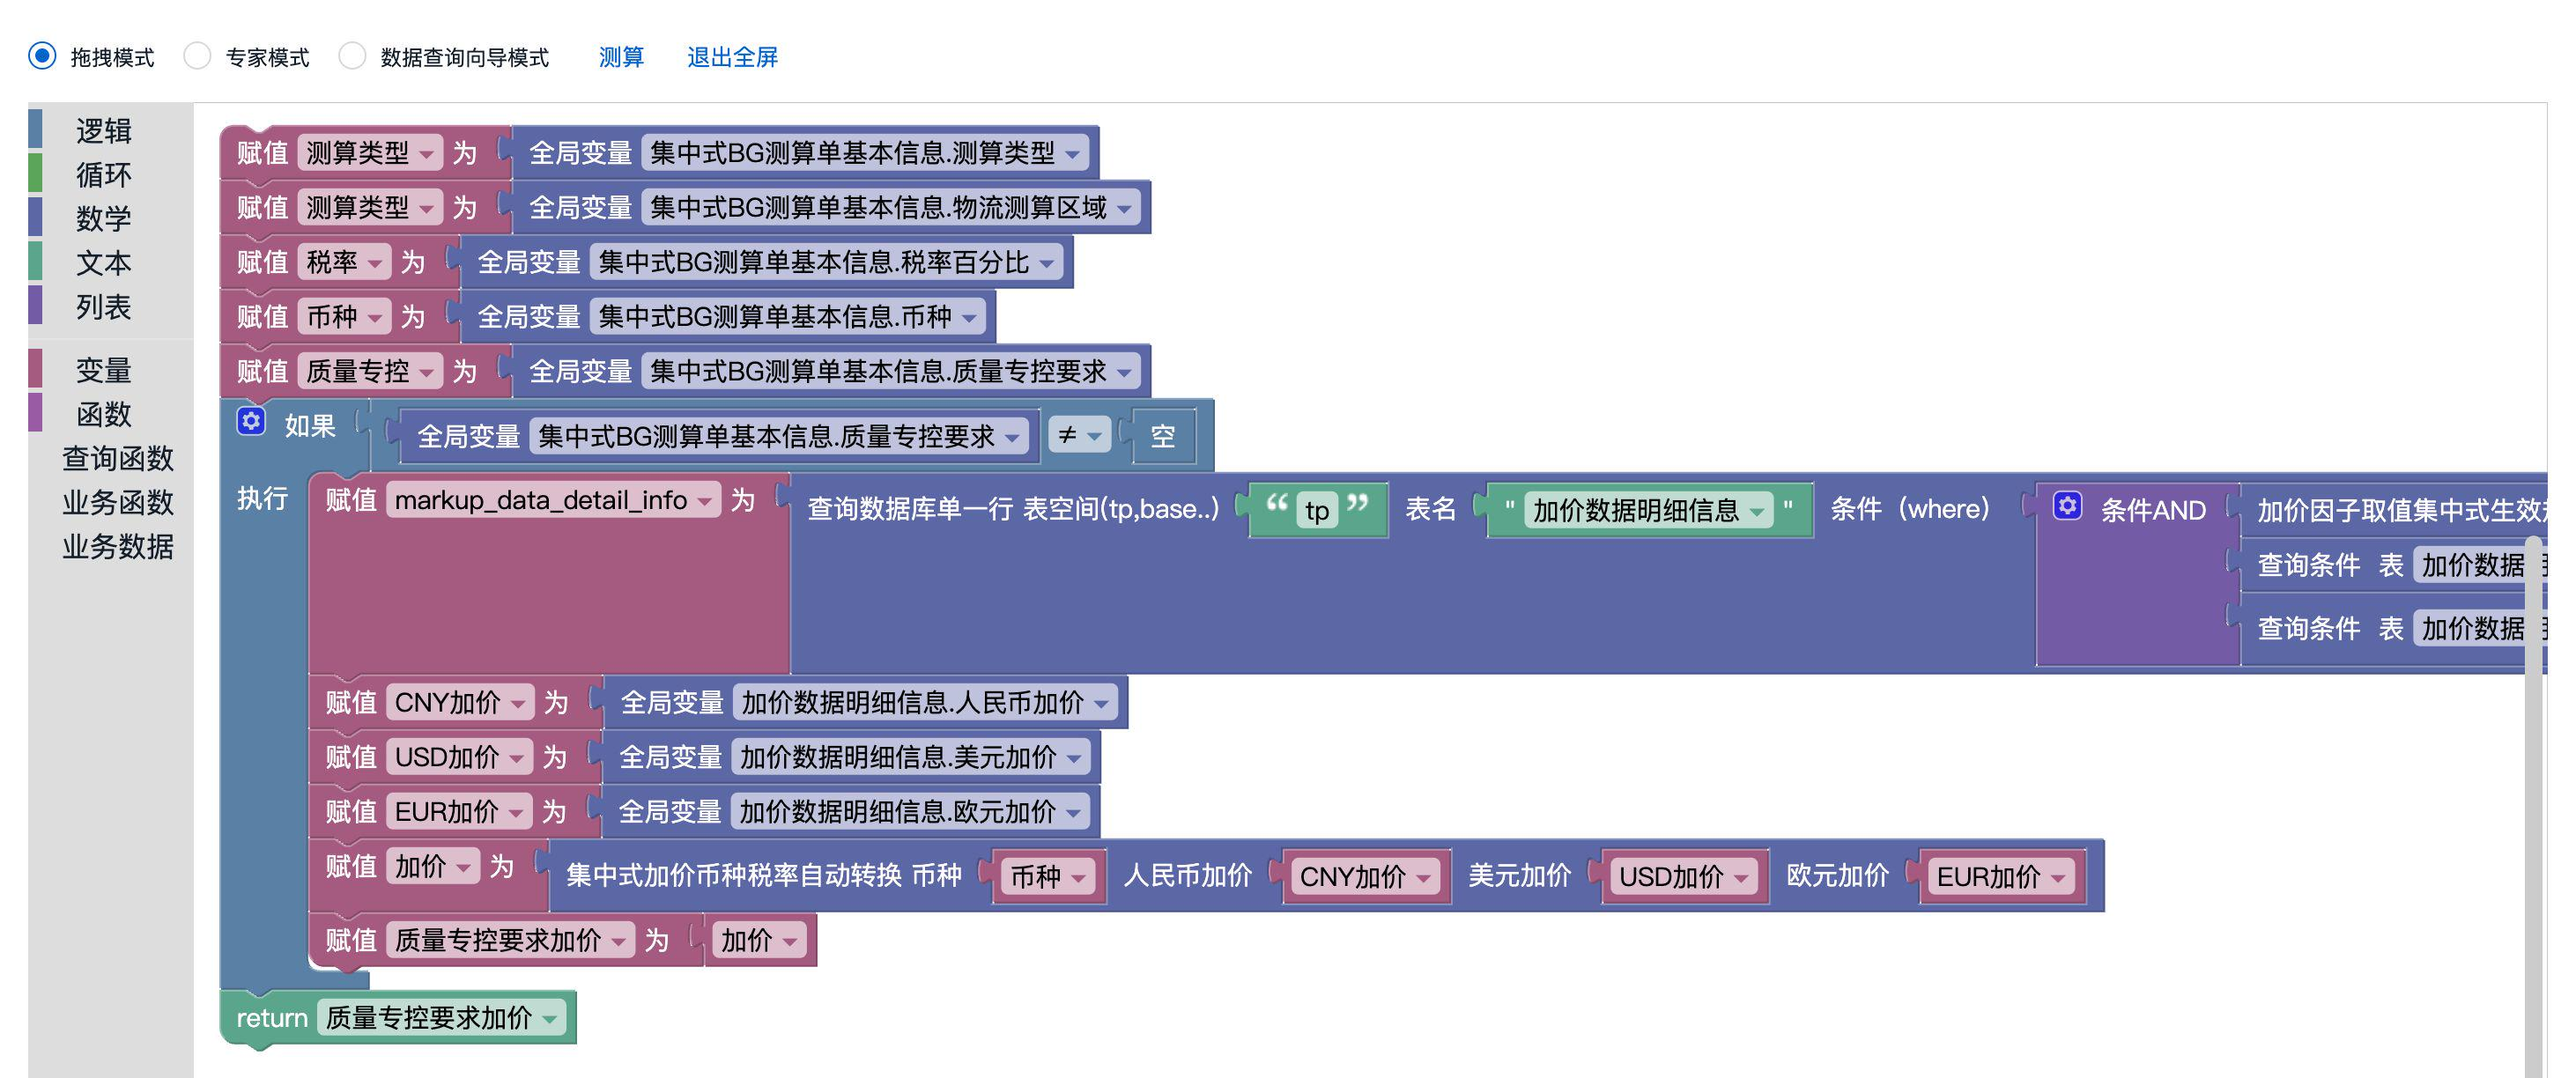 拖拽模式 专家模式 数据查询向导模式 测算 退出全屏
逻辑
循环
数学
文本
列表
变量
函数
查询函数
业务函数
业务数据
赋值 测算类型 为 全局变量 集中式BG测算单基本信息.测算类型
赋值 测算类型 为 全局变量 集中式BG测算单基本信息.物流测算区域
赋值 税率 为 全局变量 集中式BG测算单基本信息.税率百分比
赋值 币种 为 全局变量 集中式BG测算单基本信息.币种
赋值 质量专控 为 全局变量 集中式BG测算单基本信息.质量专控要求
如果 全局变量 集中式BG测算单基本信息.质量专控要求 ≠ 空
执行 赋值 markup_data_detail_info 为 查询数据库单一行 表空间(tp,base..) “ tp ” 表名 " 加价数据明细信息 " 条件（where） 条件AND 加价因子取值集中式生效
查询条件 表 加价数据
查询条件 表 加价数据
赋值 CNY加价 为 全局变量 加价数据明细信息.人民币加价
赋值 USD加价 为 全局变量 加价数据明细信息.美元加价
赋值 EUR加价 为 全局变量 加价数据明细信息.欧元加价
赋值 加价 为 集中式加价币种税率自动转换 币种 币种 人民币加价 CNY加价 美元加价 USD加价 欧元加价 EUR加价
赋值 质量专控要求加价 为 加价
return 质量专控要求加价